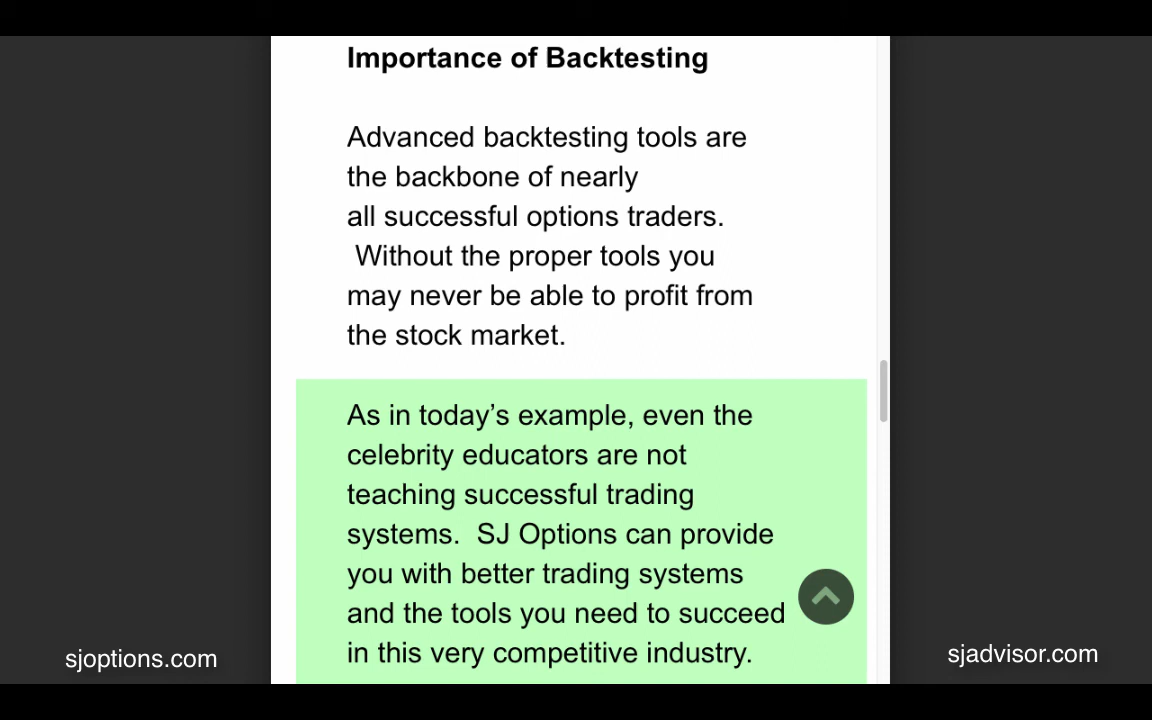 Importance of Backtesting
Advanced backtesting tools are
the backbone of nearly
all successful options traders.
Without the proper tools you
may never be able to profit from
the stock market.
As in today’s example, even the
celebrity educators are not
teaching successful trading
systems.  SJ Options can provide
you with better trading systems
and the tools you need to succeed
in this very competitive industry.
sjoptions.com
sjadvisor.com